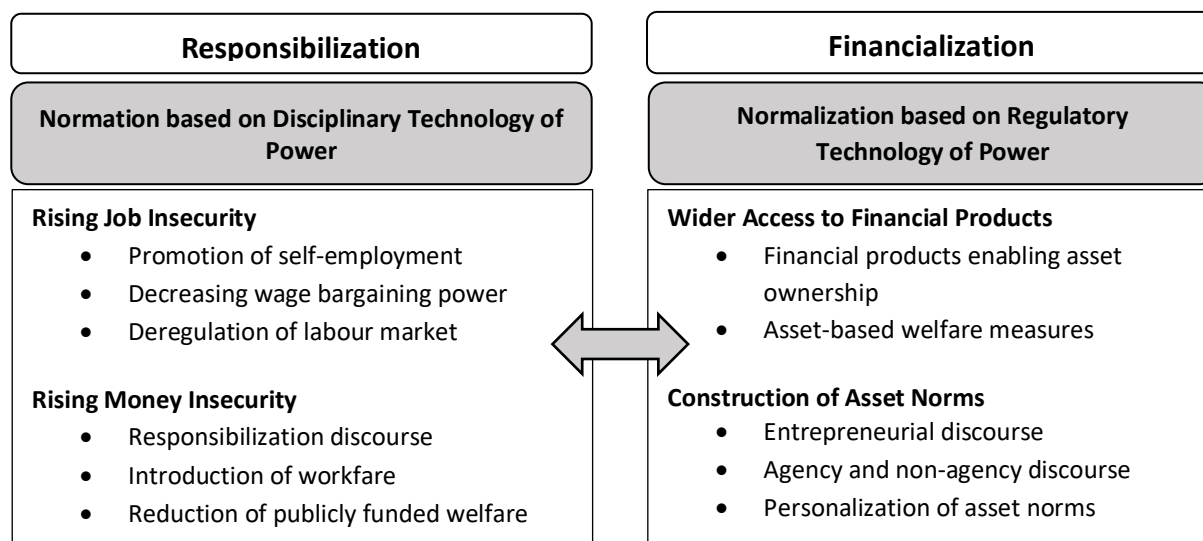 Responsibilization
Normation based on Disciplinary Technology of
Power
Rising Job Insecurity
• Promotion of self-employment
• Decreasing wage bargaining power
• Deregulation of labour market
Rising Money Insecurity
• Responsibilization discourse
• Introduction of workfare
• Reduction of publicly funded welfare
Financialization
Normalization based on Regulatory
Technology of Power
Wider Access to Financial Products
• Financial products enabling asset
ownership
• Asset-based welfare measures
Construction of Asset Norms
• Entrepreneurial discourse
• Agency and non-agency discourse
• Personalization of asset norms